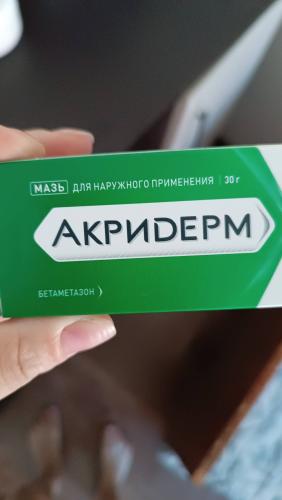 МАЗЬ ДЛЯ НАРУЖНОГО ПРИМЕНЕНИЯ 30 г
АКРИДЕРМ
БЕТАМЕТАЗОН